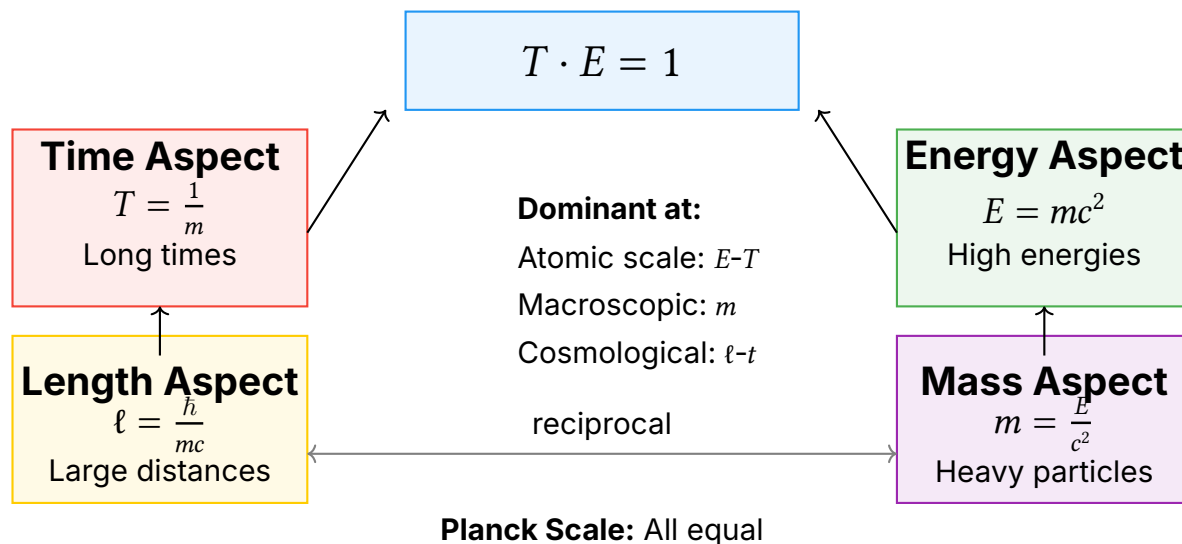 T · E = 1
Time Aspect
T = 1/m
Long times
Energy Aspect
E = mc²
High energies
Dominant at:
Atomic scale: E-T
Macroscopic: m
Cosmological: ℓ-t
Length Aspect
ℓ = ħ/mc
Large distances
reciprocal
Mass Aspect
m = E/c²
Heavy particles
Planck Scale: All equal